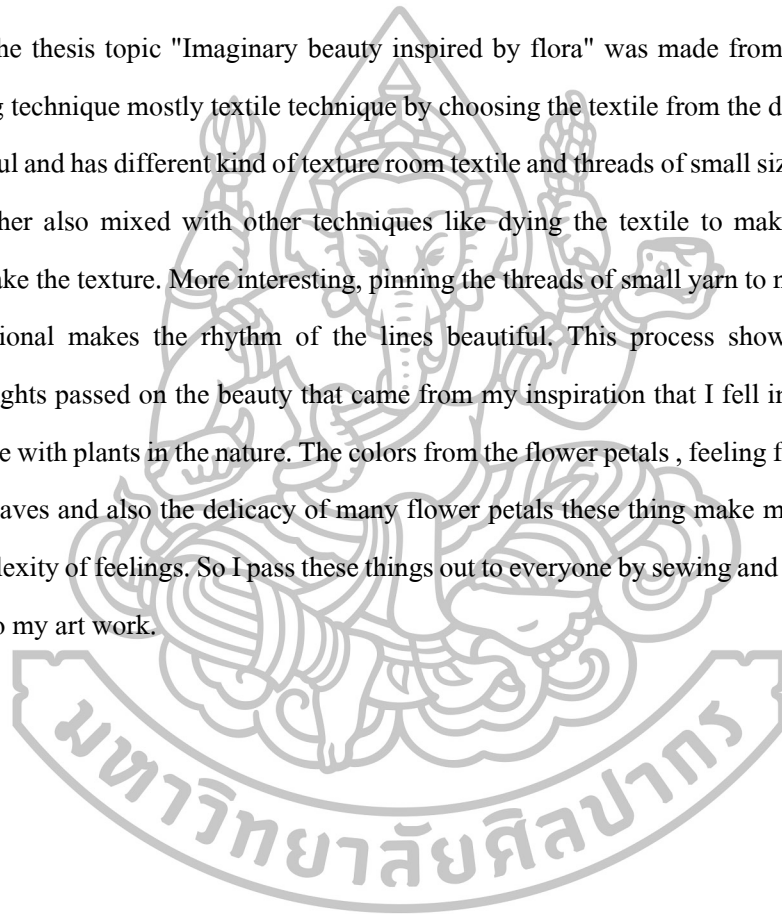 he thesis topic "Imaginary beauty inspired by flora" was made from
g technique mostly textile technique by choosing the textile from the d
ul and has different kind of texture room textile and threads of small siz
her also mixed with other techniques like dying the textile to mak
ake the texture. More interesting, pinning the threads of small yarn to n
ional makes the rhythm of the lines beautiful. This process show
ghts passed on the beauty that came from my inspiration that I fell in
e with plants in the nature. The colors from the flower petals , feeling f
aves and also the delicacy of many flower petals these thing make m
lexity of feelings. So I pass these things out to everyone by sewing and
o my art work.
มหาวิทยาลัยศิลปากร